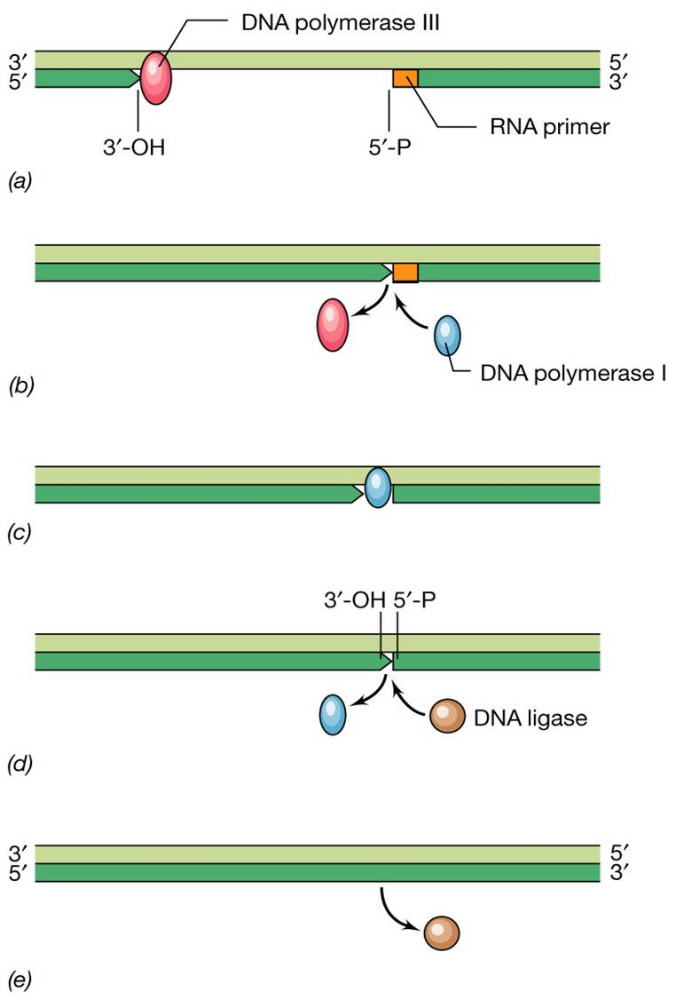 DNA polymerase III
3′ 5′
5′ 3′
RNA primer
3′-OH 5′-P
(a)
DNA polymerase I
(b)
(c)
3′-OH 5′-P
DNA ligase
(d)
3′ 5′
5′ 3′
(e)